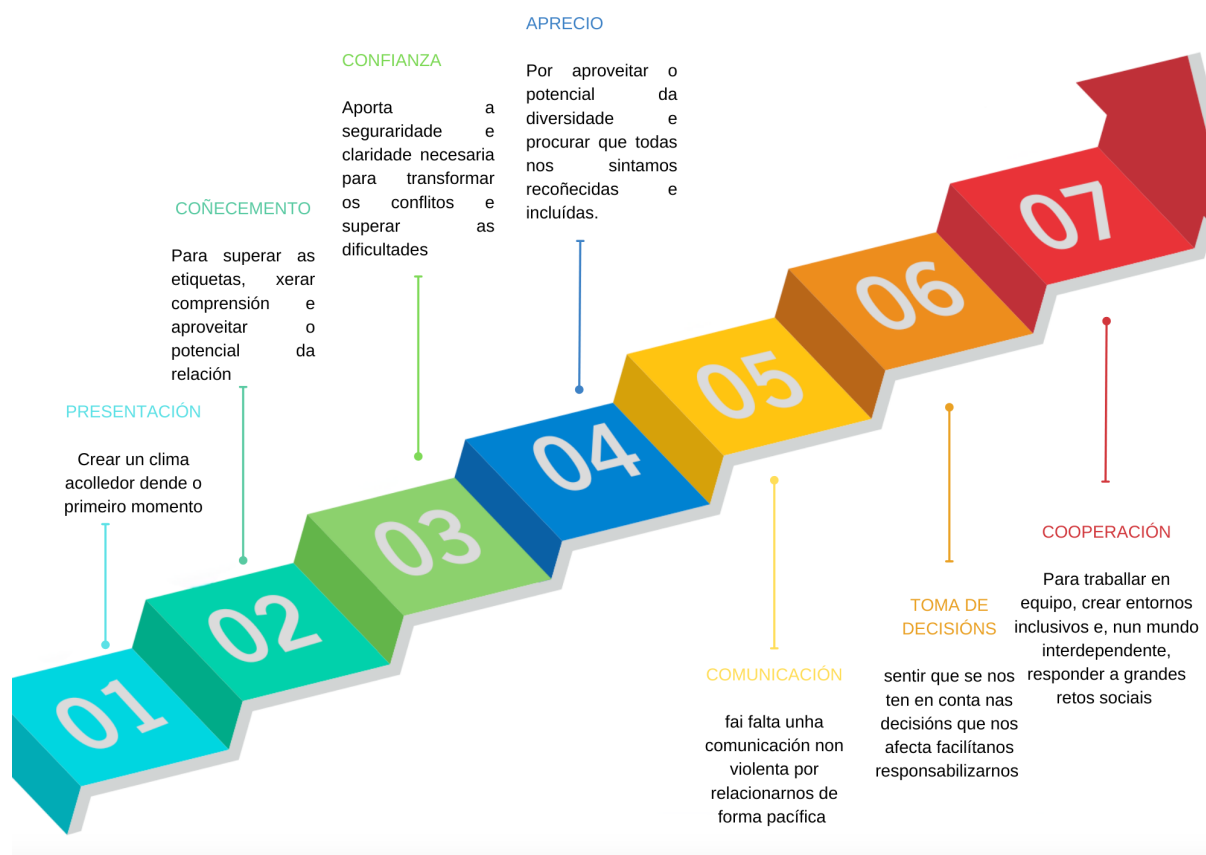 PRESENTACIÓN
Crear un clima
acolledor dende o
primeiro momento
COÑECEMENTO
Para superar as
etiquetas, xerar
comprensión e
aproveitar o
potencial da
relación
CONFIANZA
Aporta a
seguraridade e
claridade necesaria
para transformar
os conflitos e
superar as
dificultades
APRECIO
Por aproveitar o
potencial da
diversidade e
procurar que todas
nos sintamos
recoñecidas e
incluídas.
01
02
03
04
05
06
07
COMUNICACIÓN
fai falta unha
comunicación non
violenta por
relacionarnos de
forma pacífica
TOMA DE
DECISIÓNS
sentir que se nos
ten en conta nas
decisións que nos
afecta facilítanos
responsabilizarnos
COOPERACIÓN
Para traballar en
equipo, crear entornos
inclusivos e, nun mundo
interdependente,
responder a grandes
retos sociais